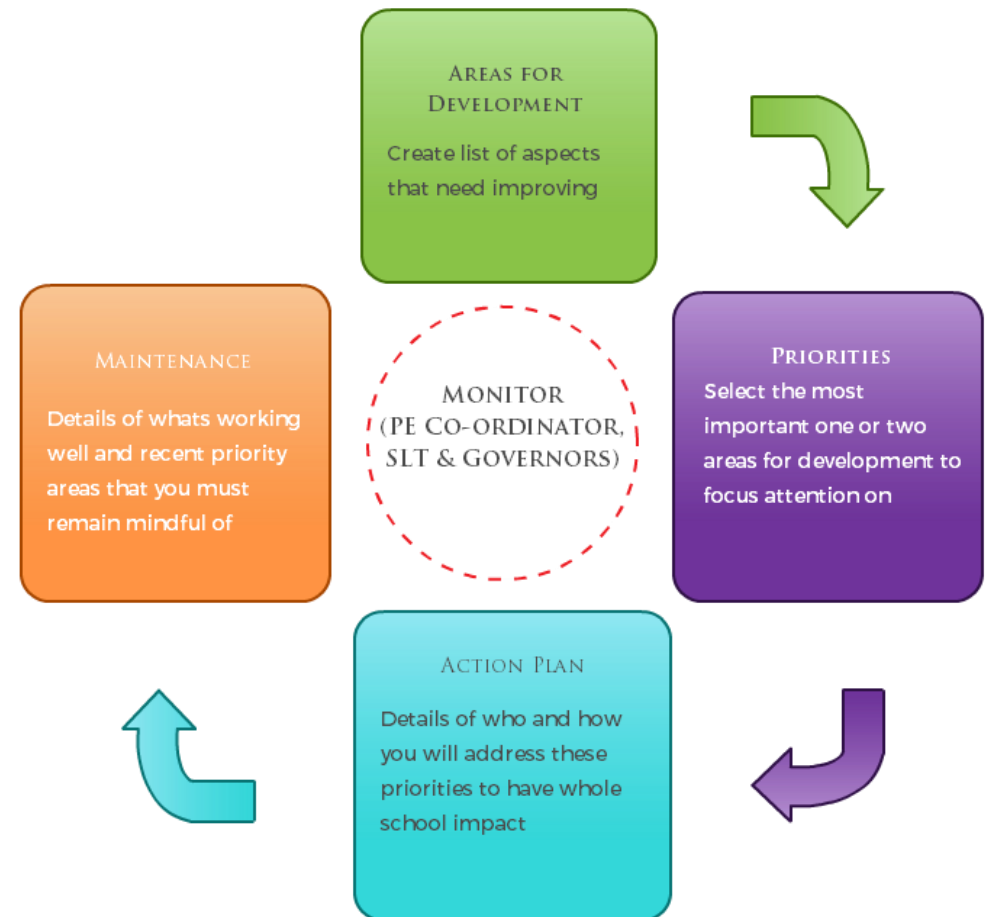 AREAS FOR
DEVELOPMENT
Create list of aspects
that need improving
PRIORITIES
Select the most
important one or two
areas for development to
focus attention on
ACTION PLAN
Details of who and how
you will address these
priorities to have whole
school impact
MAINTENANCE
Details of whats working
well and recent priority
areas that you must
remain mindful of
MONITOR
(PE CO-ORDINATOR,
SLT & GOVERNORS)